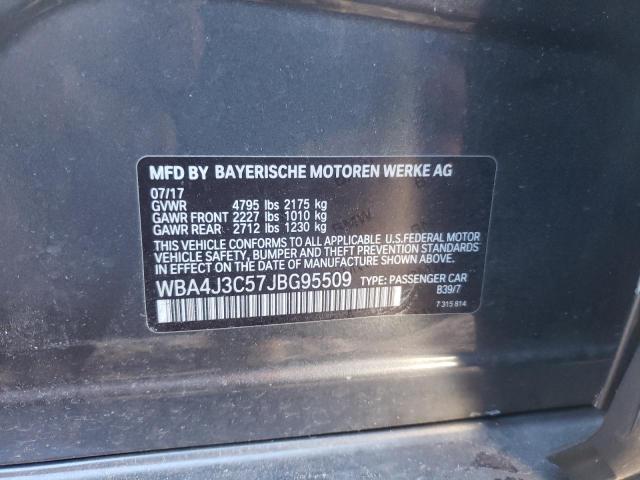 MFD BY BAYERISCHE MOTOREN WERKE AG
07/17
GVWR 4795 lbs 2175 kg
GAWR FRONT 2227 lbs 1010 kg
GAWR REAR 2712 lbs 1230 kg
THIS VEHICLE CONFORMS TO ALL APPLICABLE U.S.FEDERAL MOTOR
VEHICLE SAFETY, BUMPER AND THEFT PREVENTION STANDARDS
IN EFFECT ON THE DATE OF MANUFACTURE SHOWN ABOVE.
WBA4J3C57JBG95509 TYPE: PASSENGER CAR
B39/7
7 315 814